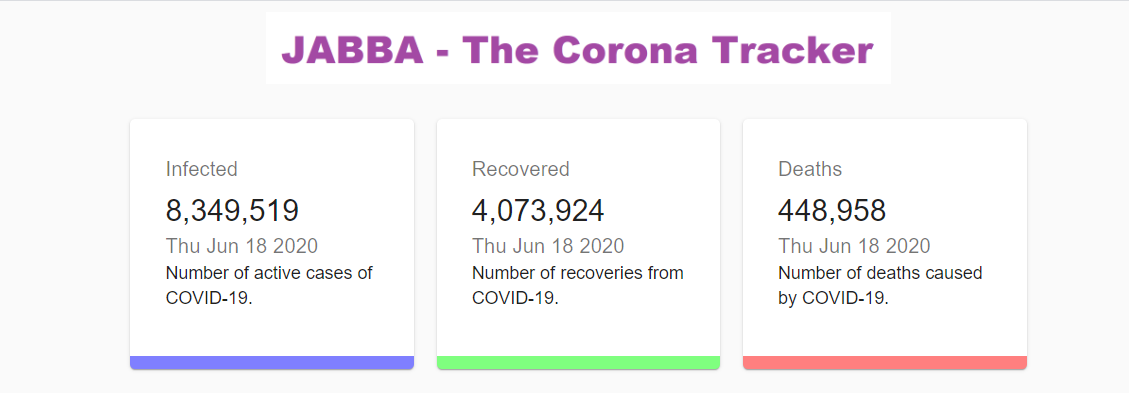 JABBA - The Corona Tracker
Infected
8,349,519
Thu Jun 18 2020
Number of active cases of
COVID-19.
Recovered
4,073,924
Thu Jun 18 2020
Number of recoveries from
COVID-19.
Deaths
448,958
Thu Jun 18 2020
Number of deaths caused
by COVID-19.